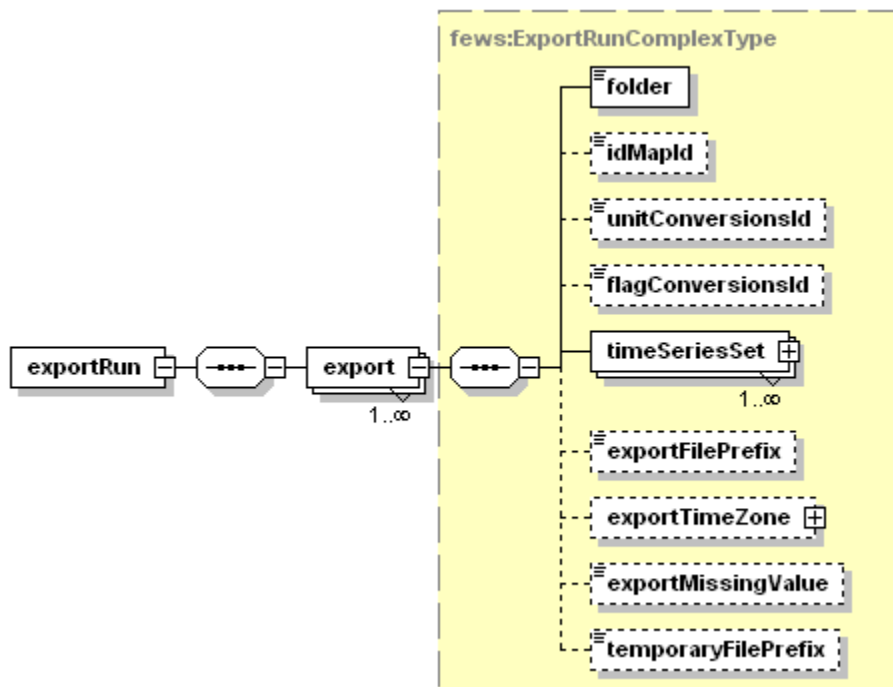 fews:ExportRunComplexType
folder
idMapId
unitConversionsId
flagConversionsId
exportRun
export
1..∞
timeSeriesSet
1..∞
exportFilePrefix
exportTimeZone
exportMissingValue
temporaryFilePrefix